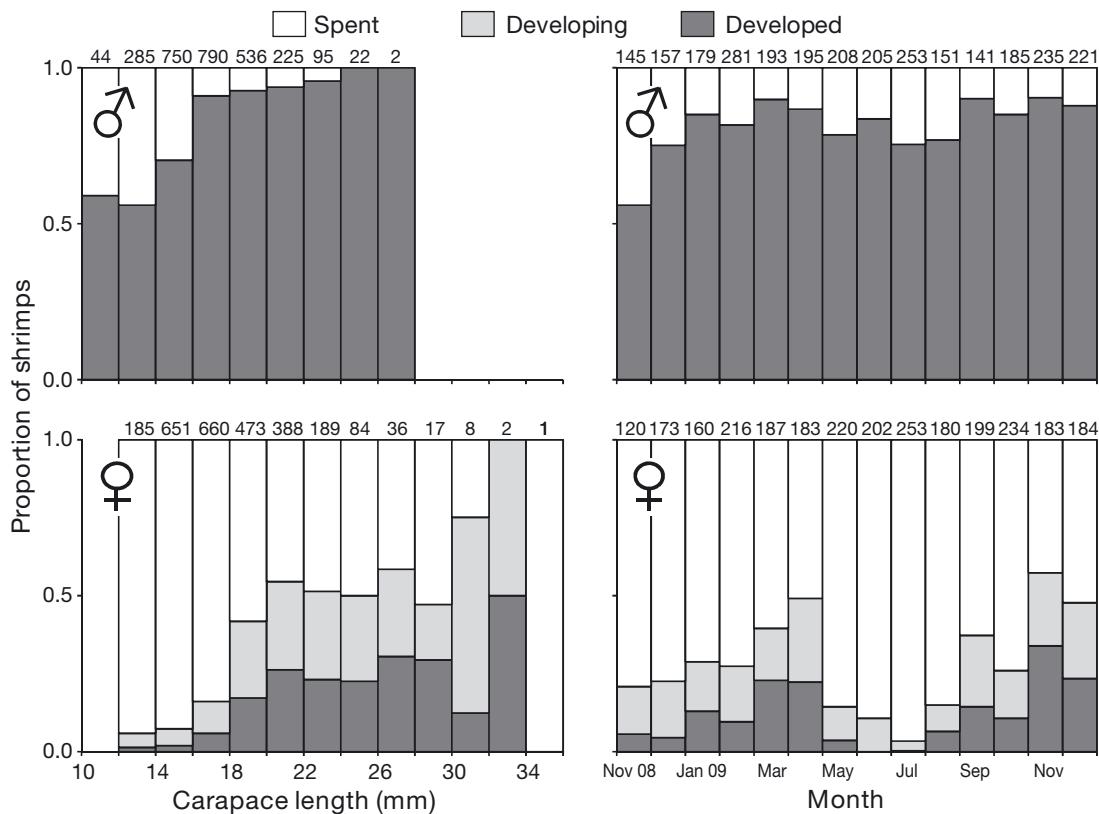 Spent Developing Developed
44 285 750 790 536 225 95 22 2
145 157 179 281 193 195 208 205 253 151 141 185 235 221
1.0
♂
♂
0.5
0.0
Proportion of shrimps
185 651 660 473 388 189 84 36 17 8 2 1
120 173 160 216 187 183 220 202 253 180 199 234 183 184
1.0
♀
♀
0.5
0.0
10 14 18 22 26 30 34
Nov 08 Jan 09 Mar May Jul Sep Nov
Carapace length (mm)
Month